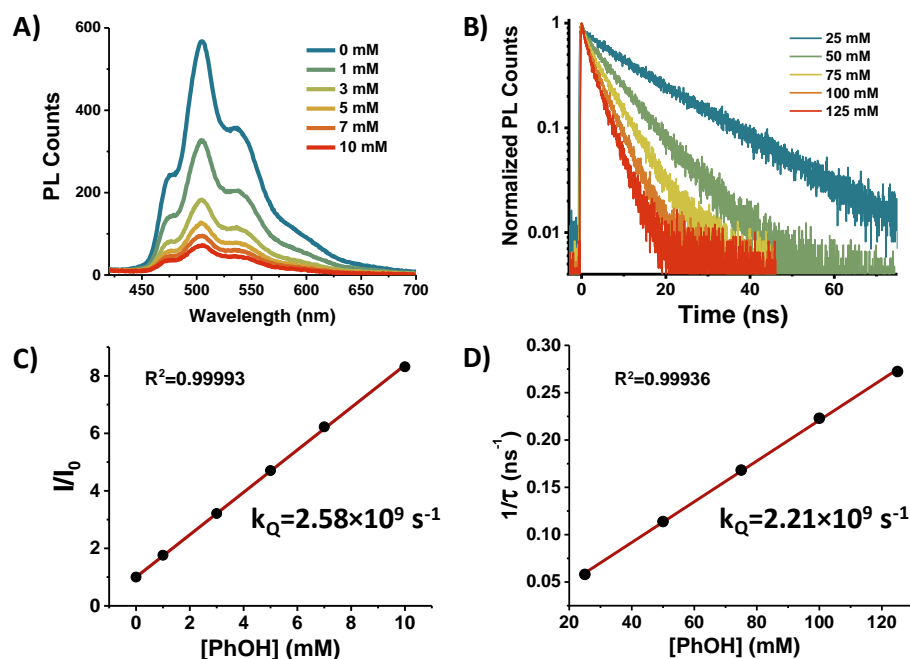 A)
PL Counts
600
400
200
0
0 mM
1 mM
3 mM
5 mM
7 mM
10 mM
450 500 550 600 650 700
Wavelength (nm)
B)
Normalized PL Counts
1
0.1
0.01
25 mM
50 mM
75 mM
100 mM
125 mM
0 20 40 60
Time (ns)
C)
I/I₀
8
6
4
2
0
R²=0.99993
k_Q=2.58×10⁹ s⁻¹
0 2 4 6 8 10
[PhOH] (mM)
D)
1/τ (ns⁻¹)
0.30
0.25
0.20
0.15
0.10
0.05
R²=0.99936
k_Q=2.21×10⁹ s⁻¹
20 40 60 80 100 120
[PhOH] (mM)